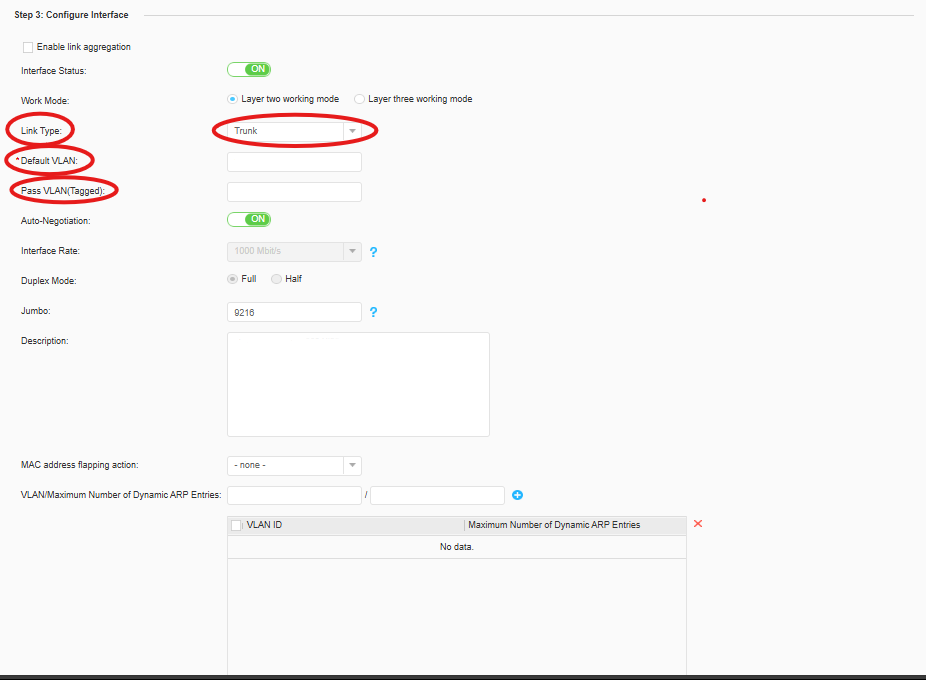 Step 3: Configure Interface
Enable link aggregation
Interface Status: ON
Work Mode: Layer two working mode Layer three working mode
Link Type: Trunk
*Default VLAN:
Pass VLAN(Tagged):
Auto-Negotiation: ON
Interface Rate: 1000 Mbit/s ?
Duplex Mode: Full Half
Jumbo: 9216 ?
Description:
MAC address flapping action: - none -
VLAN/Maximum Number of Dynamic ARP Entries: /
VLAN ID Maximum Number of Dynamic ARP Entries
No data.